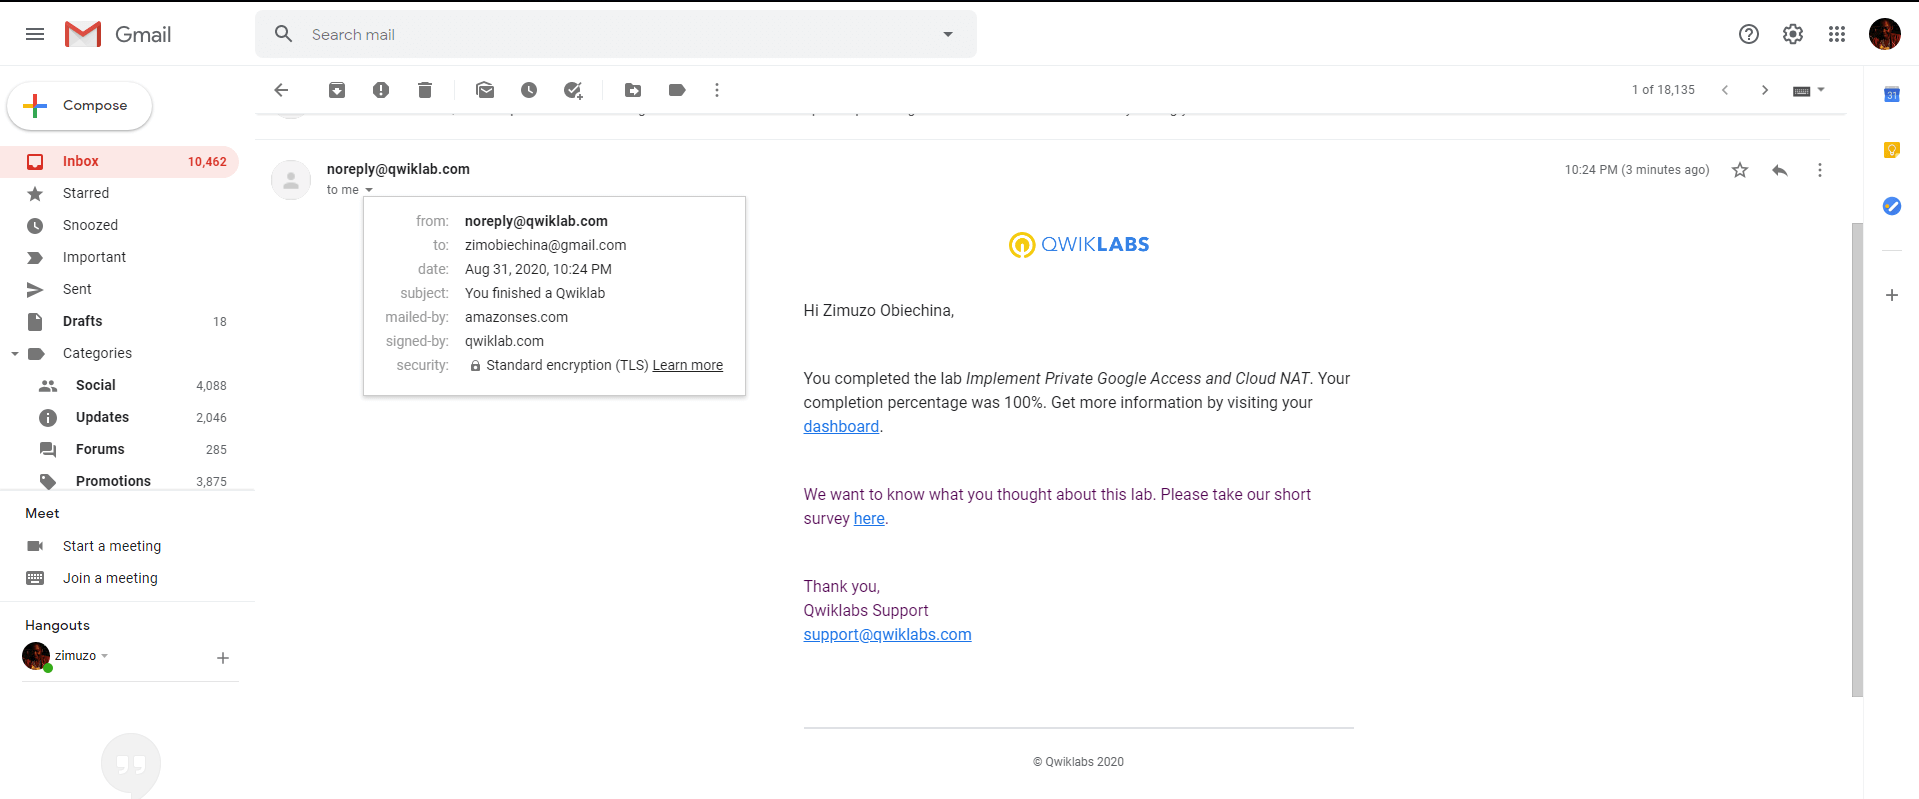 Gmail
Search mail
Compose
1 of 18,135
31
Inbox 10,462
Starred
Snoozed
Important
Sent
Drafts 18
Categories
Social 4,088
Updates 2,046
Forums 285
Promotions 3,875
Meet
Start a meeting
Join a meeting
Hangouts
zimuzo
noreply@qwiklab.com
10:24 PM (3 minutes ago)
to me
from: noreply@qwiklab.com
to: zimobiechina@gmail.com
date: Aug 31, 2020, 10:24 PM
subject: You finished a Qwiklab
mailed-by: amazonses.com
signed-by: qwiklab.com
security: Standard encryption (TLS) Learn more
QWIKLABS
Hi Zimuzo Obiechina,
You completed the lab Implement Private Google Access and Cloud NAT. Your
completion percentage was 100%. Get more information by visiting your
dashboard.
We want to know what you thought about this lab. Please take our short
survey here.
Thank you,
Qwiklabs Support
support@qwiklabs.com
© Qwiklabs 2020